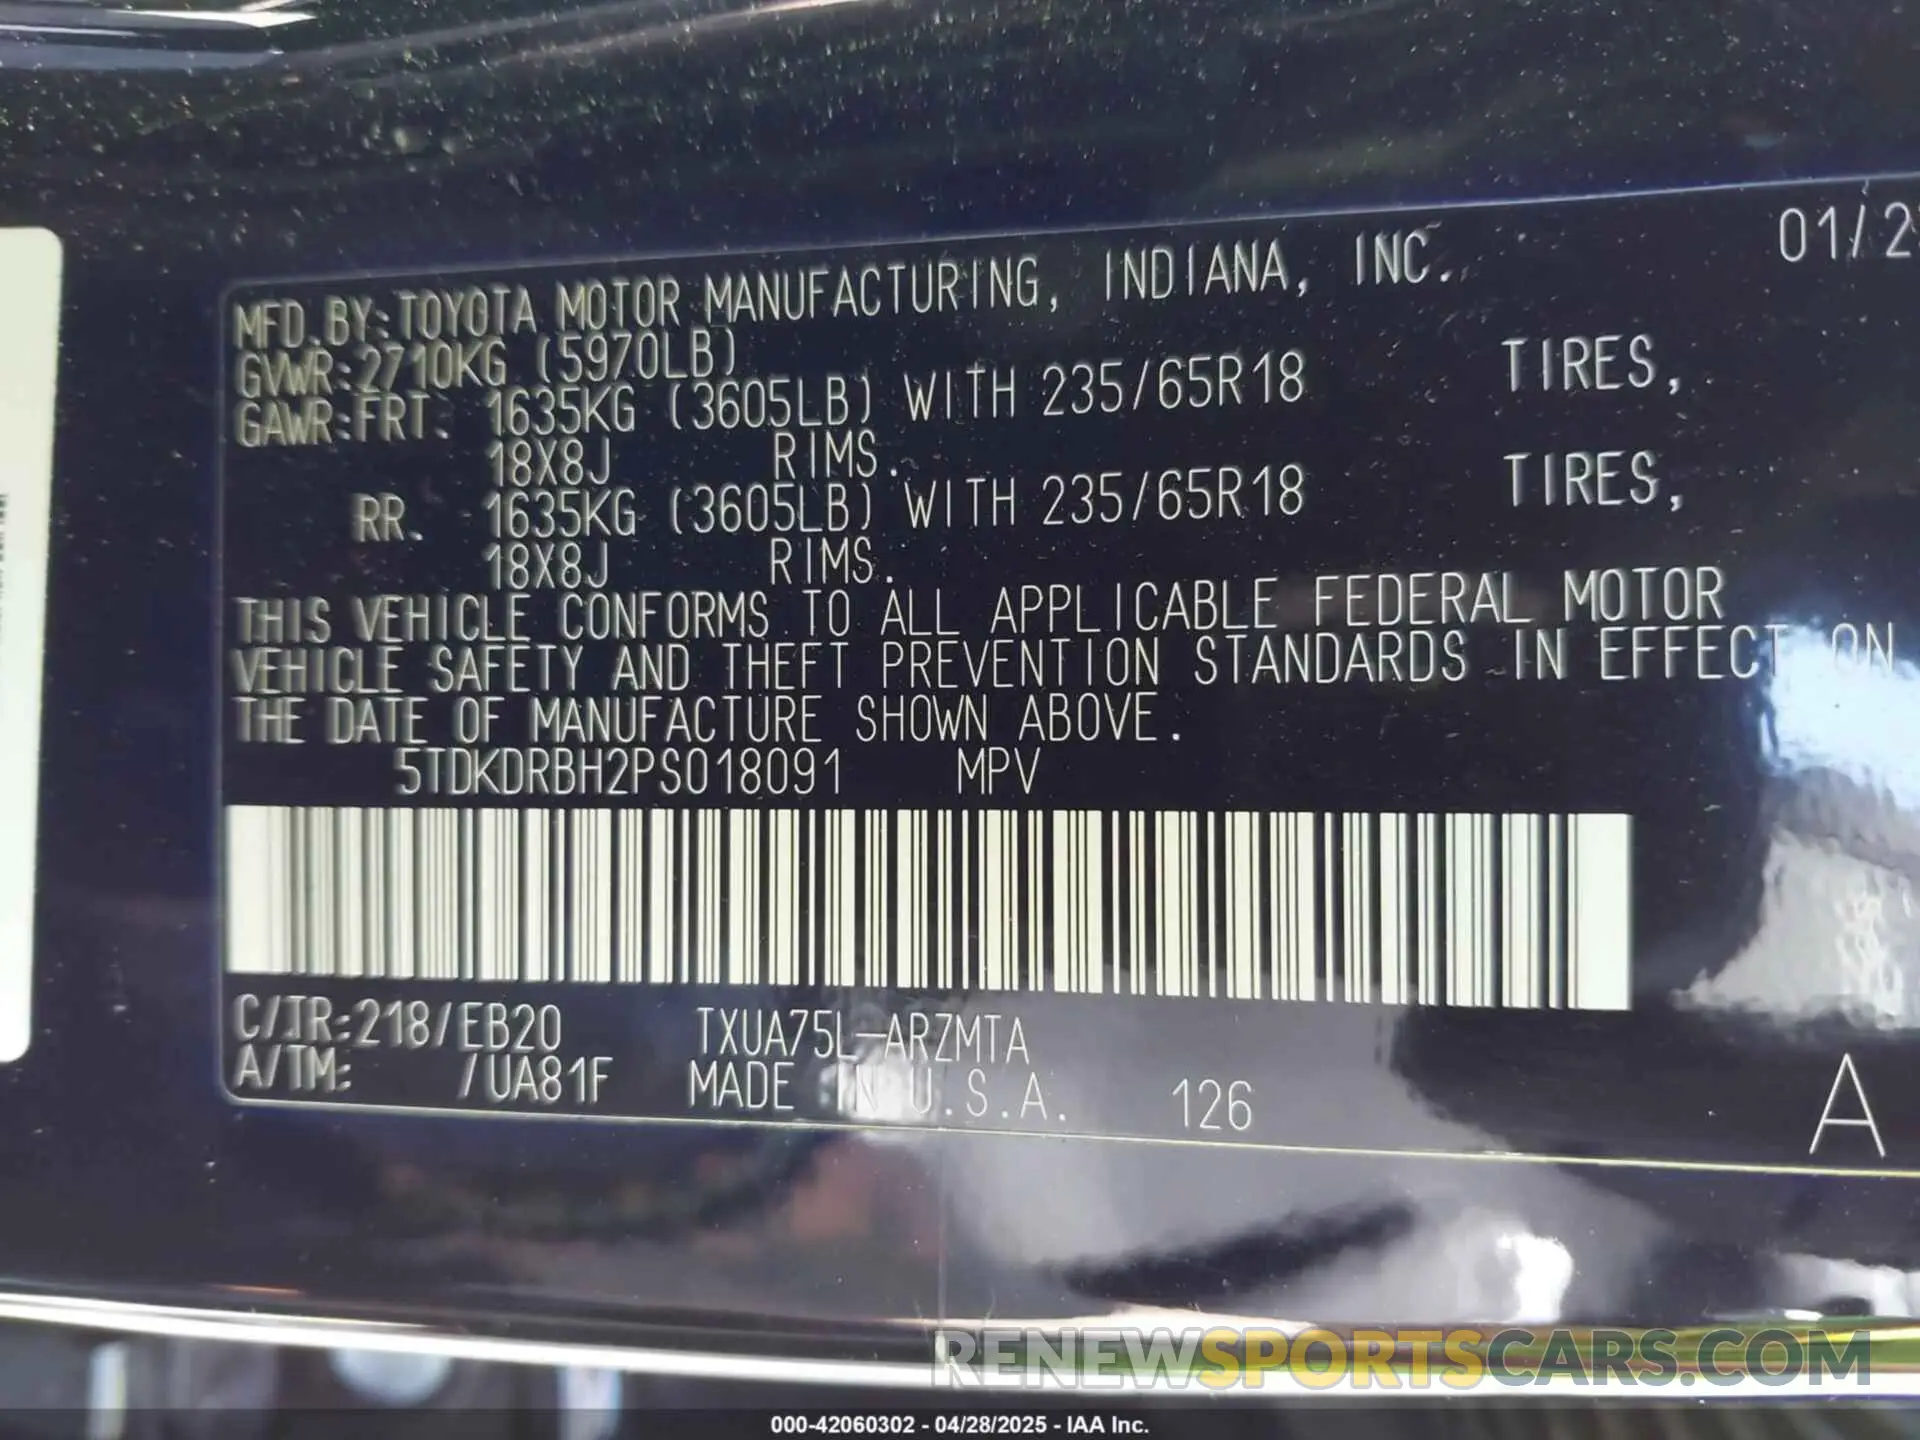 01/2
MFD.BY:TOYOTA MOTOR MANUFACTURING, INDIANA, INC.
GVWR:2710KG (5970LB)
GAWR:FRT. 1635KG (3605LB) WITH 235/65R18 TIRES,
18X8J RIMS.
RR. 1635KG (3605LB) WITH 235/65R18 TIRES,
18X8J RIMS.
THIS VEHICLE CONFORMS TO ALL APPLICABLE FEDERAL MOTOR
VEHICLE SAFETY AND THEFT PREVENTION STANDARDS IN EFFECT ON
THE DATE OF MANUFACTURE SHOWN ABOVE.
5TDKDRBH2PS018091 MPV
C/TR:218/EB20 TXUA75L-ARZMTA
A/TM: /UA81F MADE IN U.S.A. 126
A
RENEWSPORTSCARS.COM
000-42060302 - 04/28/2025 - IAA Inc.